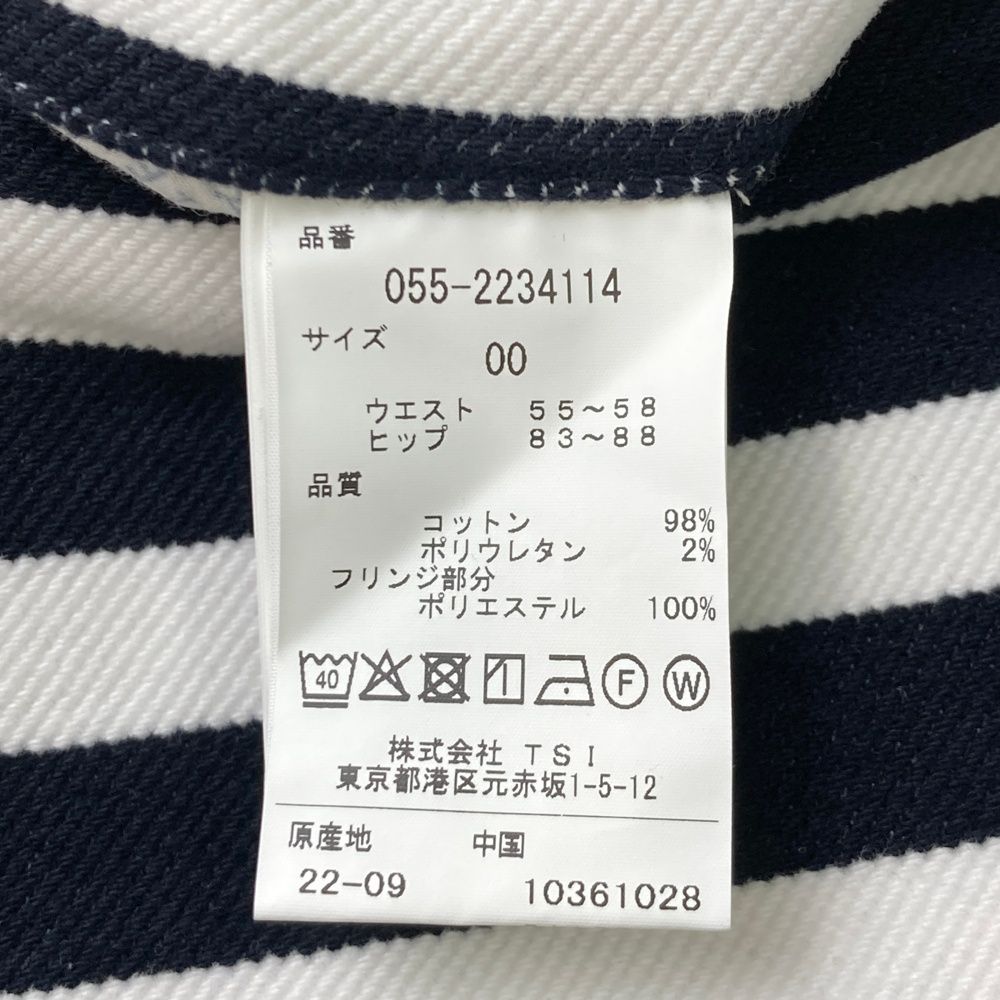 品番
055-2234114
サイズ
00
ウエスト 55～58
ヒップ 83～88
品質
コットン 98%
ポリウレタン 2%
フリンジ部分
ポリエステル 100%
40 F W
株式会社 TSI
東京都港区元赤坂1-5-12
原産地 中国
22-09 10361028